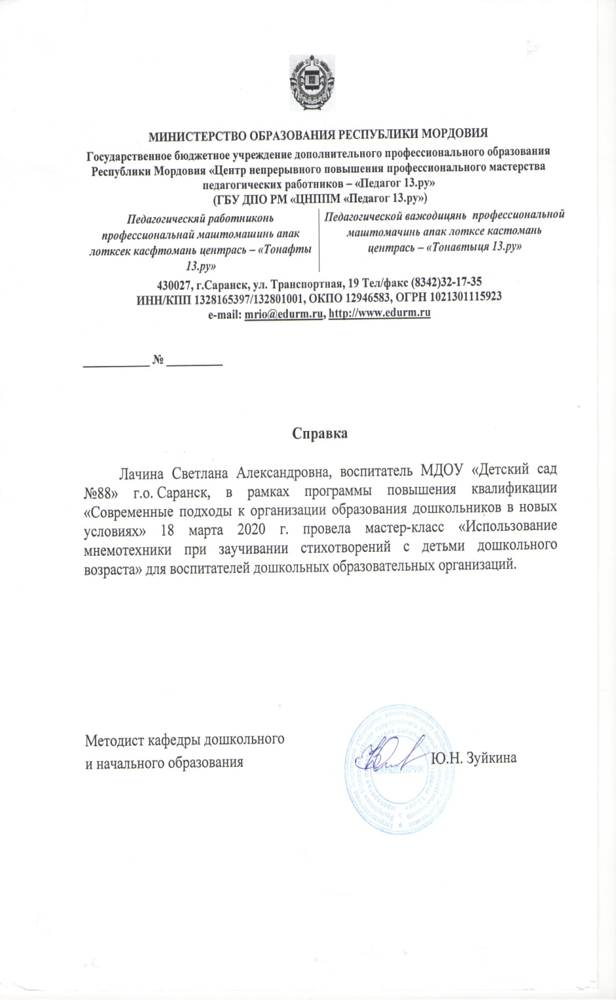 МИНИСТЕРСТВО ОБРАЗОВАНИЯ РЕСПУБЛИКИ МОРДОВИЯ
Государственное бюджетное учреждение дополнительного профессионального образования
Республики Мордовия «Центр непрерывного повышения профессионального мастерства
педагогических работников – «Педагог 13.ру»
(ГБУ ДПО РМ «ЦНППМ «Педагог 13.ру»)
Педагогическяй работниконь
профессиональнай маштомашинь апак
лотксек касфтомань центрась – «Тонафты
13.ру»
Педагогической важодицянь профессиональной
маштомачинь апак лотксе кастомань
центрась – «Тонавтыця 13.ру»
430027, г.Саранск, ул. Транспортная, 19 Тел/факс (8342)32-17-35
ИНН/КПП 1328165397/132801001, ОКПО 12946583, ОГРН 1021301115923
e-mail: mrio@edurm.ru, http://www.edurm.ru
___________ № _________
Справка
Лачина Светлана Александровна, воспитатель МДОУ «Детский сад
№88» г.о. Саранск, в рамках программы повышения квалификации
«Современные подходы к организации образования дошкольников в новых
условиях» 18 марта 2020 г. провела мастер-класс «Использование
мнемотехники при заучивании стихотворений с детьми дошкольного
возраста» для воспитателей дошкольных образовательных организаций.
Методист кафедры дошкольного
и начального образования
Ю.Н. Зуйкина
КАНЦЕЛЯРИЯ